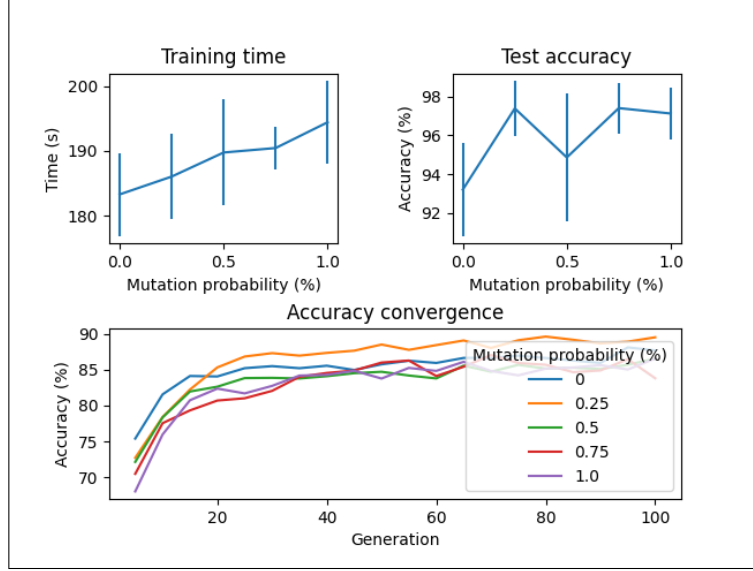 Training time
Time (s)
200
190
180
0.0 0.5 1.0
Mutation probability (%)
Test accuracy
Accuracy (%)
98
96
94
92
0.0 0.5 1.0
Mutation probability (%)
Accuracy convergence
Accuracy (%)
90
85
80
75
70
Mutation probability (%)
0
0.25
0.5
0.75
1.0
20 40 60 80 100
Generation